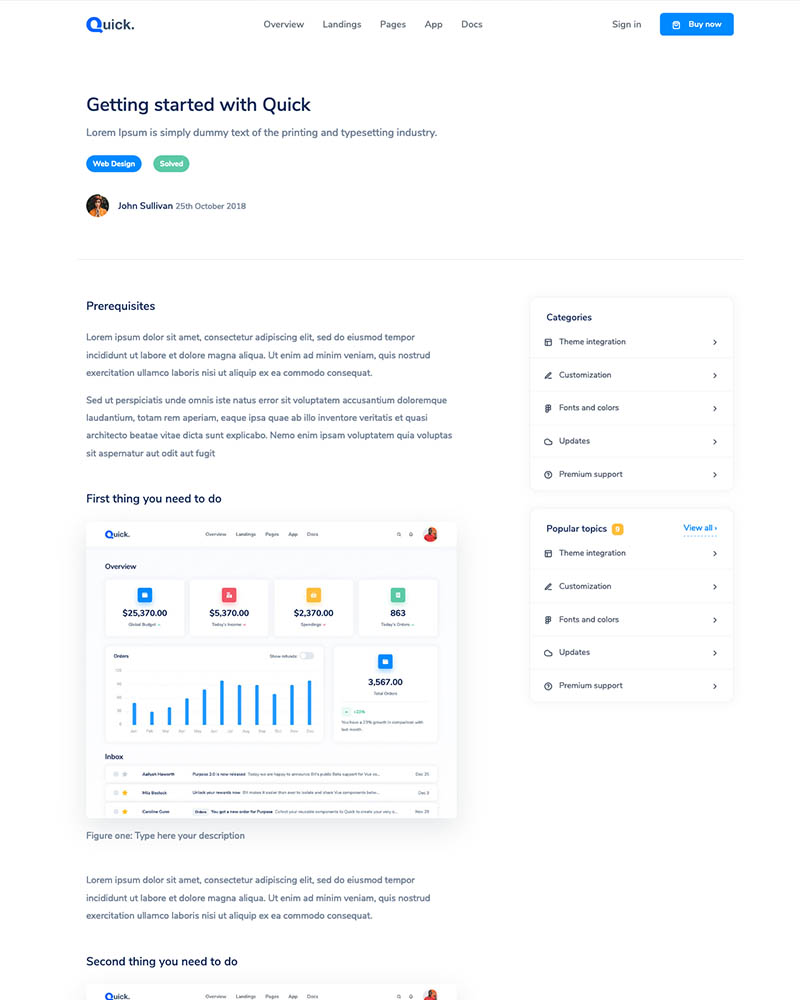 Quick.
Overview Landings Pages App Docs
Sign in
Buy now
Getting started with Quick
Lorem Ipsum is simply dummy text of the printing and typesetting industry.
Web Design
Solved
John Sullivan 25th October 2018
Prerequisites
Lorem ipsum dolor sit amet, consectetur adipiscing elit, sed do eiusmod tempor
incididunt ut labore et dolore magna aliqua. Ut enim ad minim veniam, quis nostrud
exercitation ullamco laboris nisi ut aliquip ex ea commodo consequat.
Sed ut perspiciatis unde omnis iste natus error sit voluptatem accusantium doloremque
laudantium, totam rem aperiam, eaque ipsa quae ab illo inventore veritatis et quasi
architecto beatae vitae dicta sunt explicabo. Nemo enim ipsam voluptatem quia voluptas
sit aspernatur aut odit aut fugit
First thing you need to do
Quick.
Overview Landings Pages App Docs
Overview
$25,370.00
Global Budget
$5,370.00
Today's Income
$2,370.00
Spendings
863
Today's Orders
Orders
Show refunds
120
90
60
30
0
Jan Feb Mar Apr May Jun Jul Aug Sep Oct Nov Dec
3,567.00
Total Orders
+23%
You have a 23% growth in comparison with
last month.
Inbox
Aaliyah Haworth Purpose 2.0 is now released Today we are happy to announce BH's public Beta support for Vue co... Dec 25
Mila Bostock Unlock your rewards now BH makes it easier than ever to isolate and share Vue components betw... Dec 3
Caroline Gunn Orders You got a new order for Purpose Cohost your reusable components to Quick to create your very o... Nov 29
Figure one: Type here your description
Lorem ipsum dolor sit amet, consectetur adipiscing elit, sed do eiusmod tempor
incididunt ut labore et dolore magna aliqua. Ut enim ad minim veniam, quis nostrud
exercitation ullamco laboris nisi ut aliquip ex ea commodo consequat.
Second thing you need to do
Quick.
Overview Landings Pages App Docs
Categories
Theme integration
Customization
Fonts and colors
Updates
Premium support
Popular topics 9
View all ›
Theme integration
Customization
Fonts and colors
Updates
Premium support